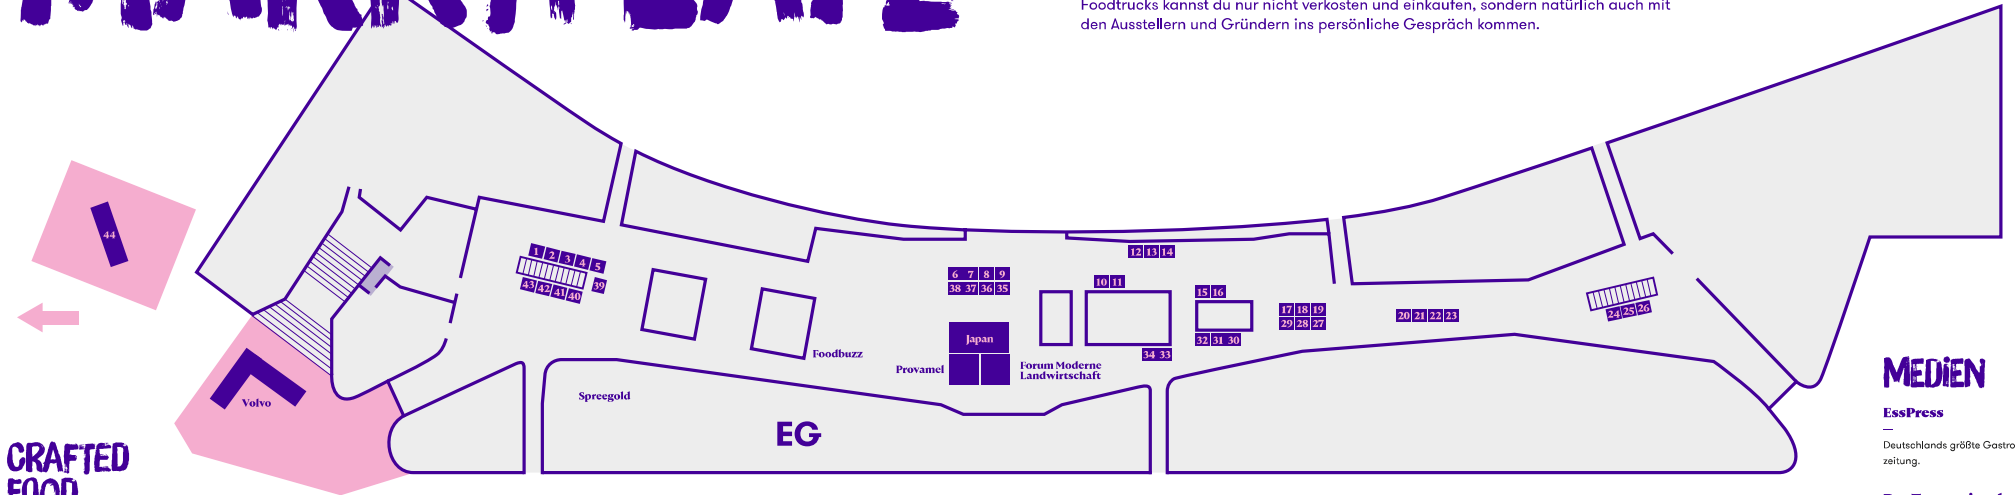 Foodtrucks kannst du nur nicht verkosten und einkaufen, sondern natürlich auch mit
den Ausstellern und Gründern ins persönliche Gespräch kommen.
44
1 2 3 4 5
43 42 41 40 39
6 7 8 9
38 37 36 35
12 13 14
10 11
15 16
17 18 19
29 28 27
20 21 22 23
24 25 26
32 31 30
34 33
Japan
Provamel
Forum Moderne
Landwirtschaft
Foodbuzz
Spreegold
Volvo
EG
CRAFTED
FOOD
MEDiEN
EssPress
—
Deutschlands größte Gastro
zeitung.